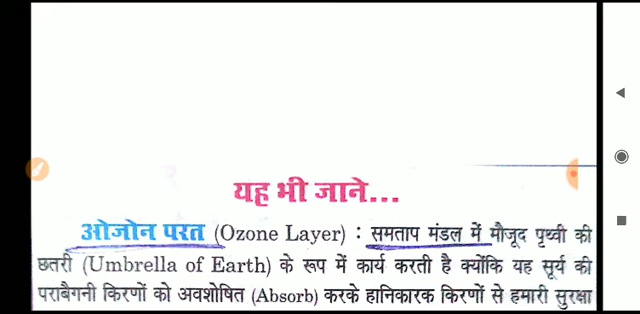 यह भी जाने...
ओजोन परत (Ozone Layer) : समताप मंडल में मौजूद पृथ्वी की
छतरी (Umbrella of Earth) के रूप में कार्य करती है क्योंकि यह सूर्य की
पराबैगनी किरणों को अवशोषित (Absorb) करके हानिकारक किरणों से हमारी सुरक्षा